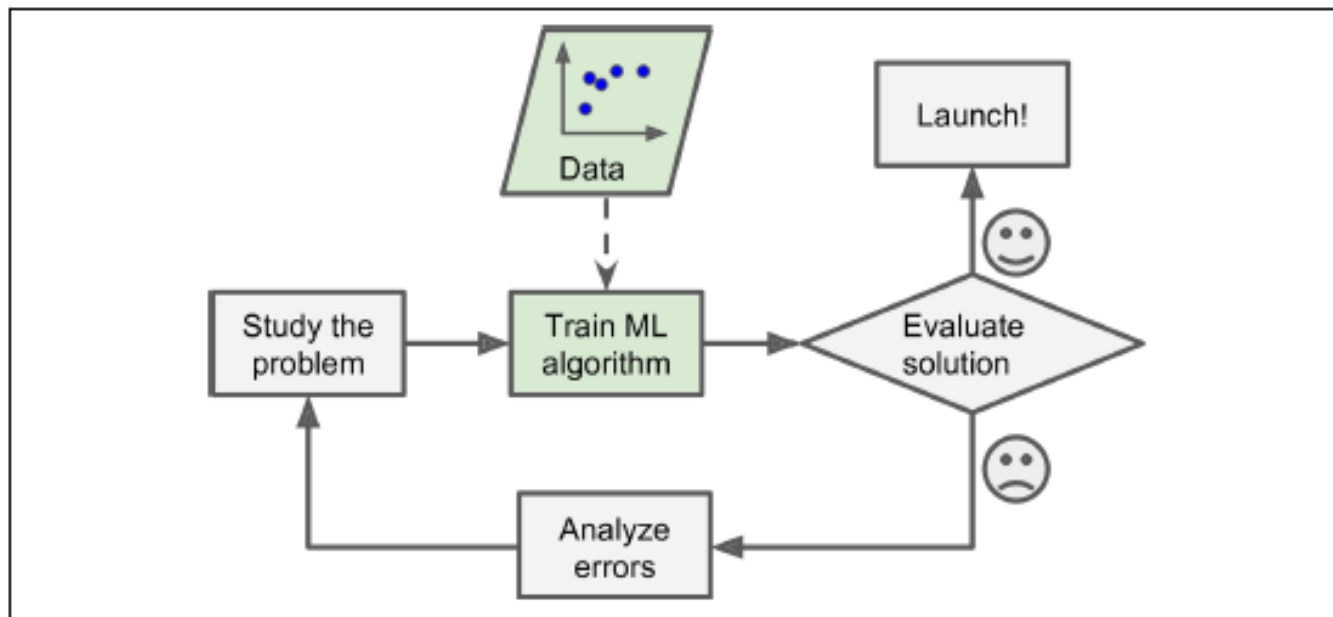 Data
Launch!
Study the
problem
Train ML
algorithm
Evaluate
solution
Analyze
errors